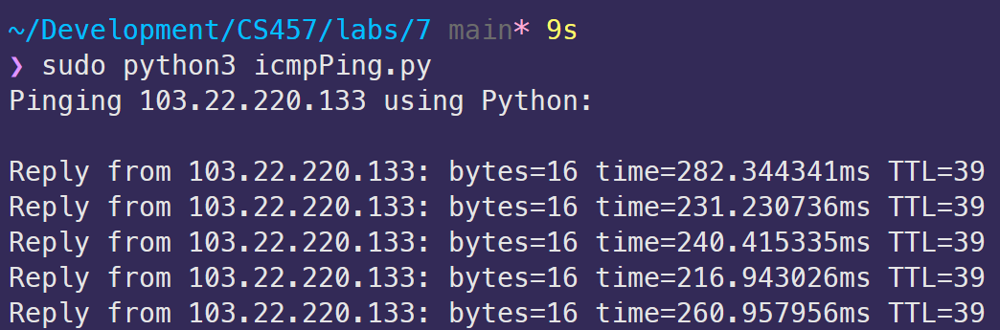 ~/Development/CS457/labs/7 main* 9s
❯ sudo python3 icmpPing.py
Pinging 103.22.220.133 using Python:
Reply from 103.22.220.133: bytes=16 time=282.344341ms TTL=39
Reply from 103.22.220.133: bytes=16 time=231.230736ms TTL=39
Reply from 103.22.220.133: bytes=16 time=240.415335ms TTL=39
Reply from 103.22.220.133: bytes=16 time=216.943026ms TTL=39
Reply from 103.22.220.133: bytes=16 time=260.957956ms TTL=39